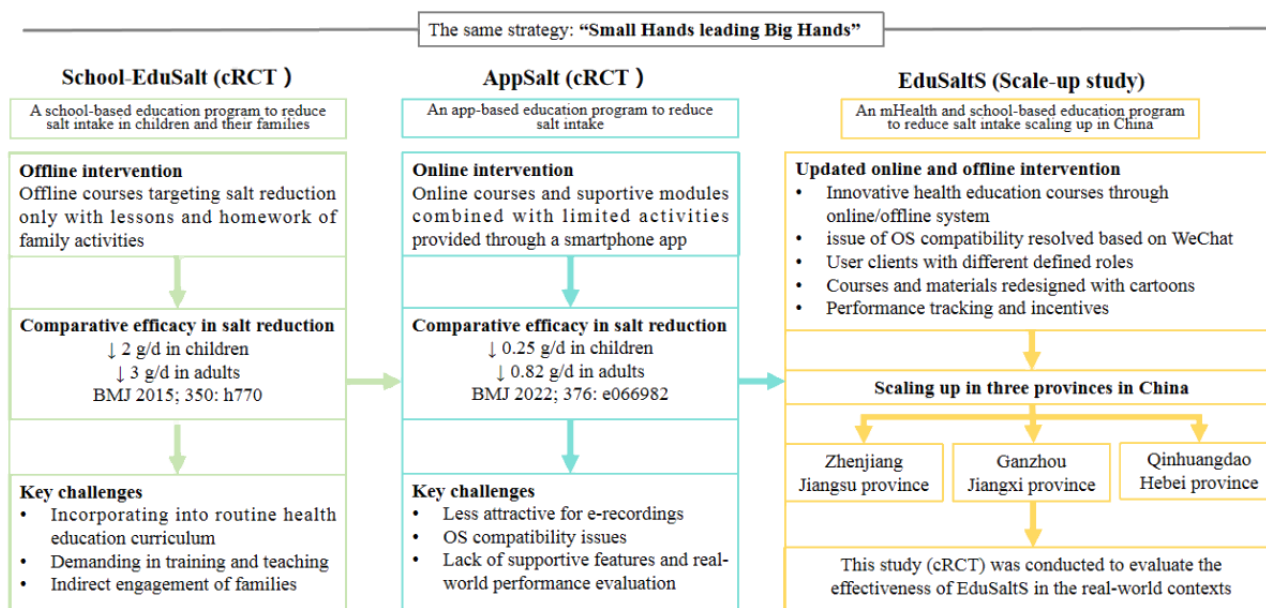 The same strategy: “Small Hands leading Big Hands”
School-EduSalt (cRCT )
A school-based education program to reduce
salt intake in children and their families
Offline intervention
Offline courses targeting salt reduction
only with lessons and homework of
family activities
Comparative efficacy in salt reduction
↓ 2 g/d in children
↓ 3 g/d in adults
BMJ 2015; 350: h770
Key challenges
• Incorporating into routine health
education curriculum
• Demanding in training and teaching
• Indirect engagement of families
AppSalt (cRCT )
An app-based education program to reduce
salt intake
Online intervention
Online courses and suportive modules
combined with limited activities
provided through a smartphone app
Comparative efficacy in salt reduction
↓ 0.25 g/d in children
↓ 0.82 g/d in adults
BMJ 2022; 376: e066982
Key challenges
• Less attractive for e-recordings
• OS compatibility issues
• Lack of supportive features and real-
world performance evaluation
EduSaltS (Scale-up study)
An mHealth and school-based education program
to reduce salt intake scaling up in China
Updated online and offline intervention
• Innovative health education courses through
online/offline system
• issue of OS compatibility resolved based on WeChat
• User clients with different defined roles
• Courses and materials redesigned with cartoons
• Performance tracking and incentives
Scaling up in three provinces in China
Zhenjiang
Jiangsu province
Ganzhou
Jiangxi province
Qinhuangdao
Hebei province
This study (cRCT) was conducted to evaluate the
effectiveness of EduSaltS in the real-world contexts